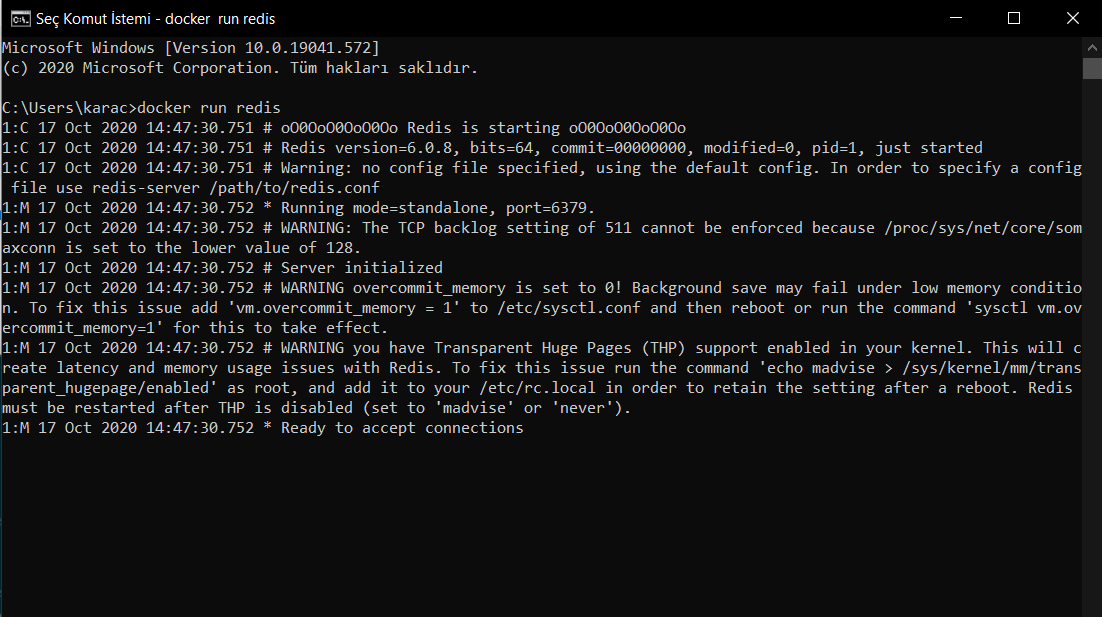 Seç Komut İstemi - docker  run redis
Microsoft Windows [Version 10.0.19041.572]
(c) 2020 Microsoft Corporation. Tüm hakları saklıdır.
C:\Users\karac>docker run redis
1:C 17 Oct 2020 14:47:30.751 # oO0OoO0OoO0Oo Redis is starting oO0OoO0OoO0Oo
1:C 17 Oct 2020 14:47:30.751 # Redis version=6.0.8, bits=64, commit=00000000, modified=0, pid=1, just started
1:C 17 Oct 2020 14:47:30.751 # Warning: no config file specified, using the default config. In order to specify a config
 file use redis-server /path/to/redis.conf
1:M 17 Oct 2020 14:47:30.752 * Running mode=standalone, port=6379.
1:M 17 Oct 2020 14:47:30.752 # WARNING: The TCP backlog setting of 511 cannot be enforced because /proc/sys/net/core/som
axconn is set to the lower value of 128.
1:M 17 Oct 2020 14:47:30.752 # Server initialized
1:M 17 Oct 2020 14:47:30.752 # WARNING overcommit_memory is set to 0! Background save may fail under low memory conditio
n. To fix this issue add 'vm.overcommit_memory = 1' to /etc/sysctl.conf and then reboot or run the command 'sysctl vm.ov
ercommit_memory=1' for this to take effect.
1:M 17 Oct 2020 14:47:30.752 # WARNING you have Transparent Huge Pages (THP) support enabled in your kernel. This will c
reate latency and memory usage issues with Redis. To fix this issue run the command 'echo madvise > /sys/kernel/mm/trans
parent_hugepage/enabled' as root, and add it to your /etc/rc.local in order to retain the setting after a reboot. Redis
must be restarted after THP is disabled (set to 'madvise' or 'never').
1:M 17 Oct 2020 14:47:30.752 * Ready to accept connections